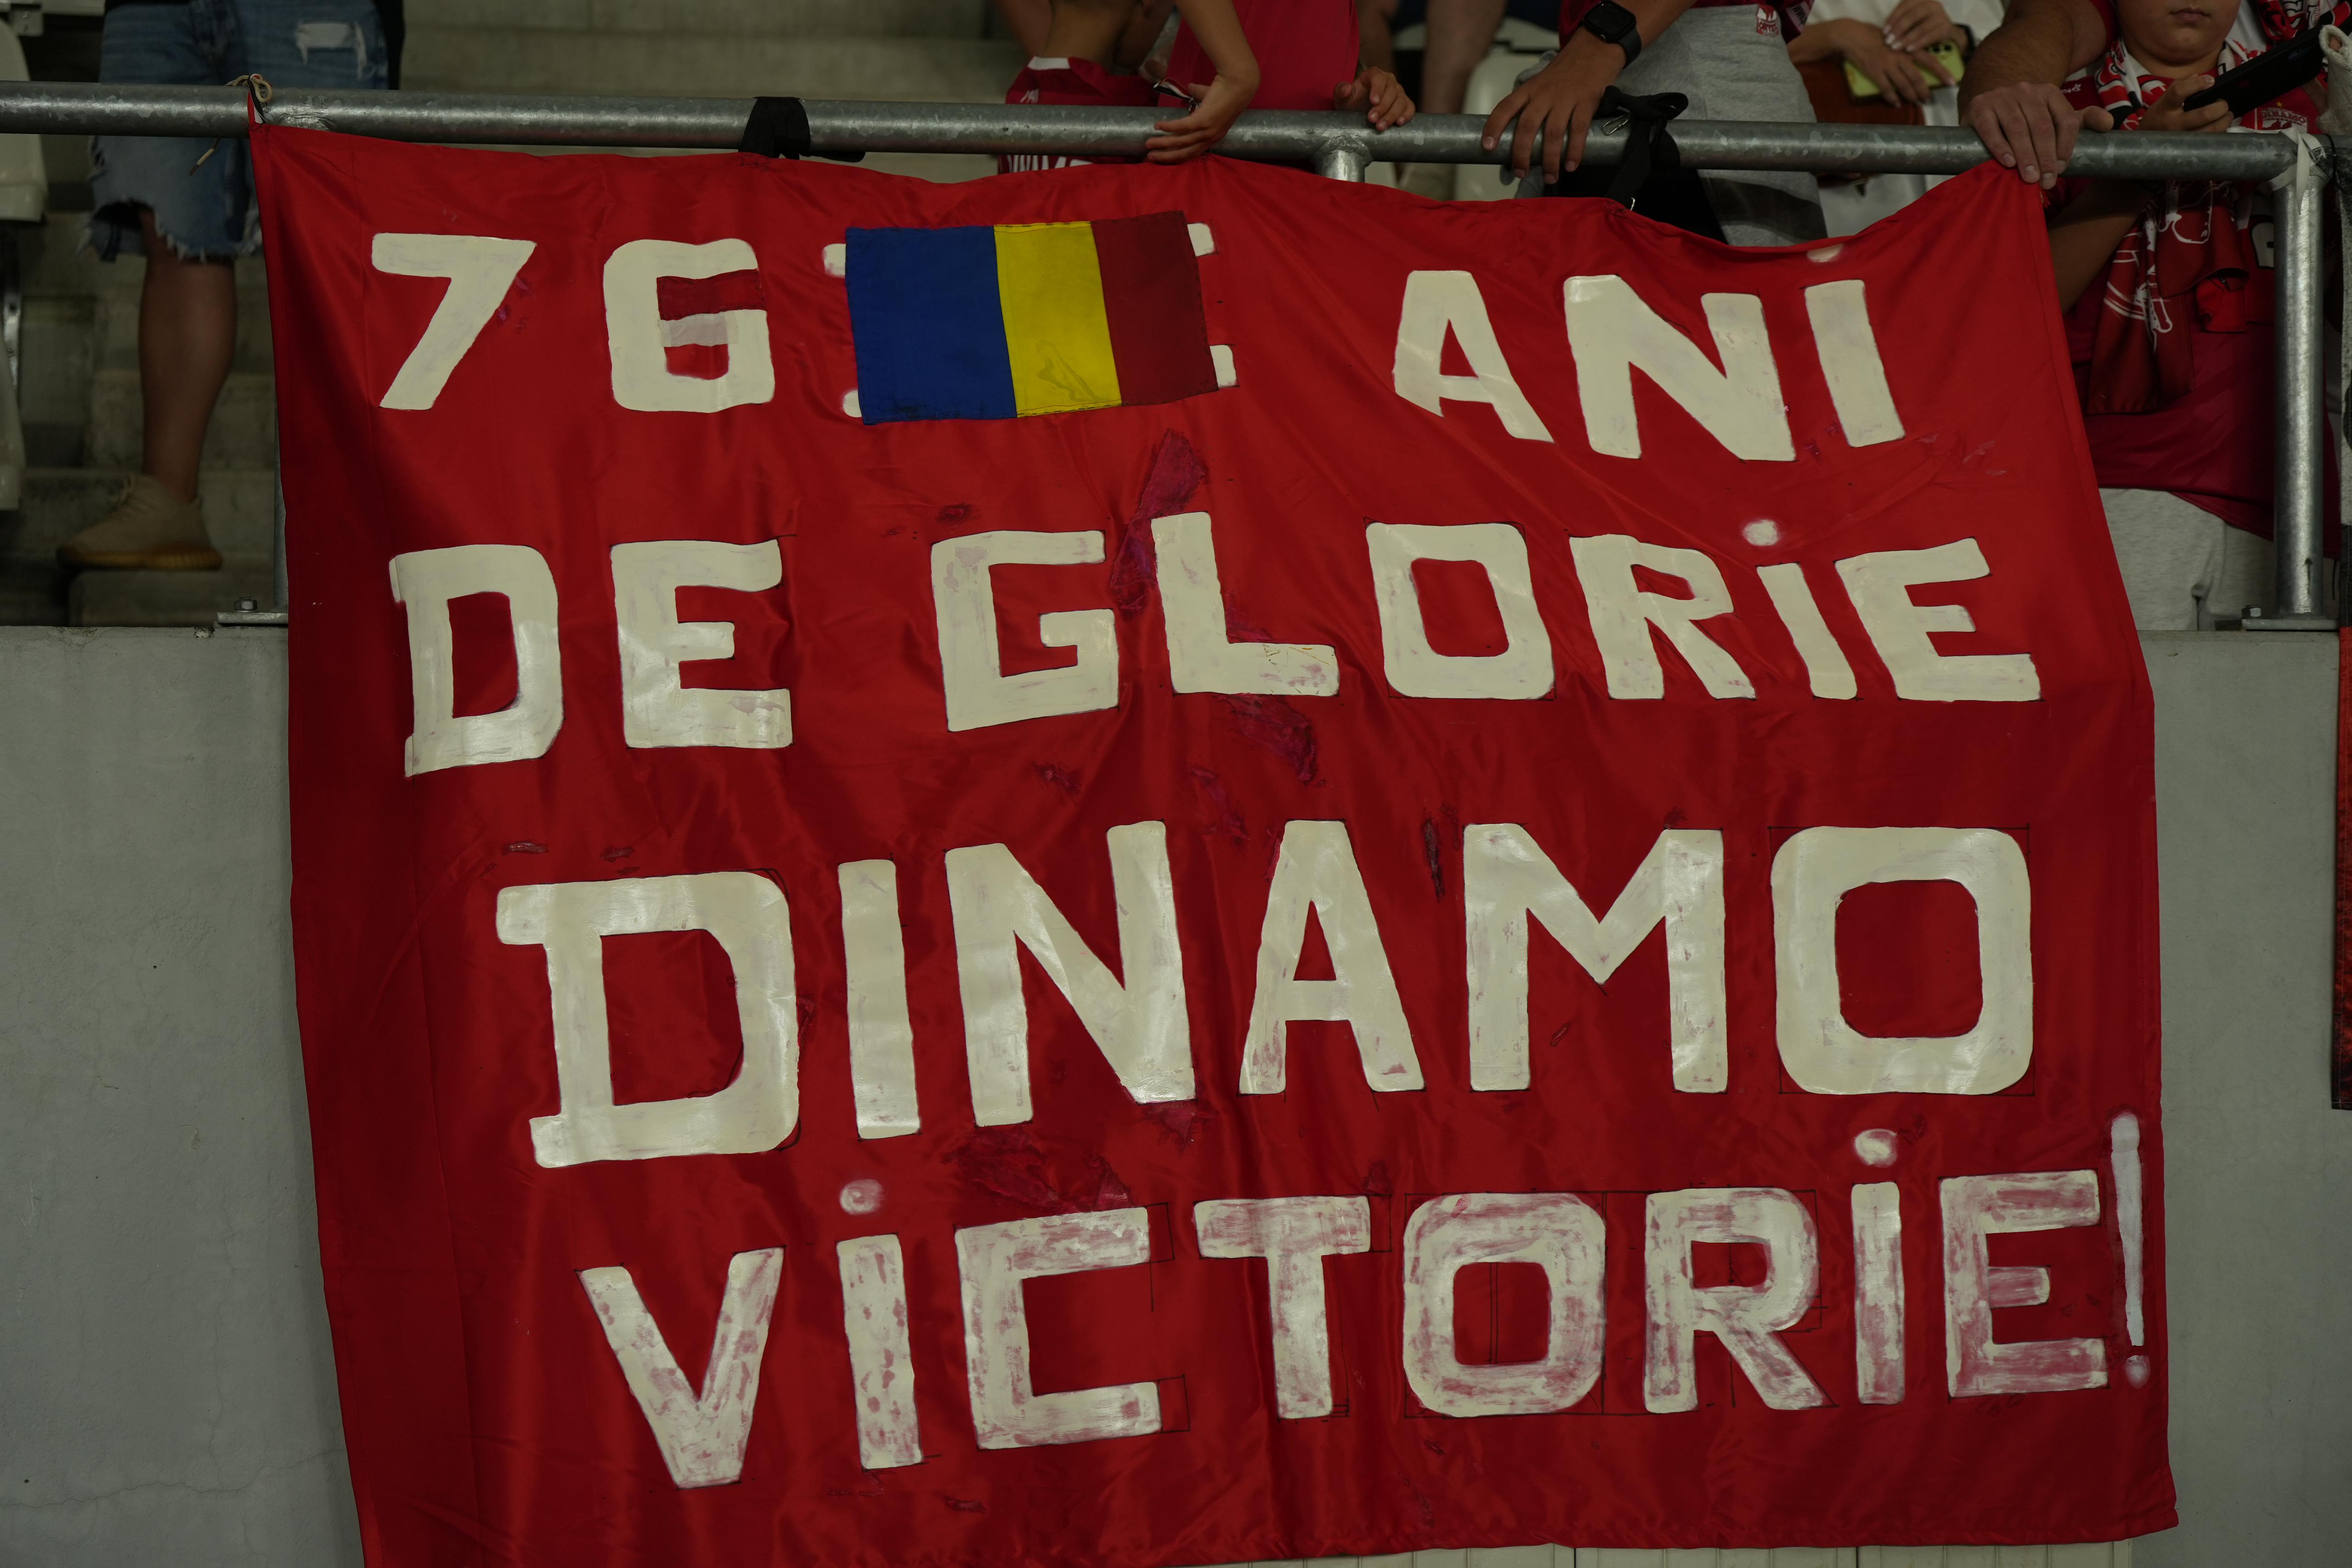 76 ANI
DE GLORIE
DINAMO
VICTORIE!